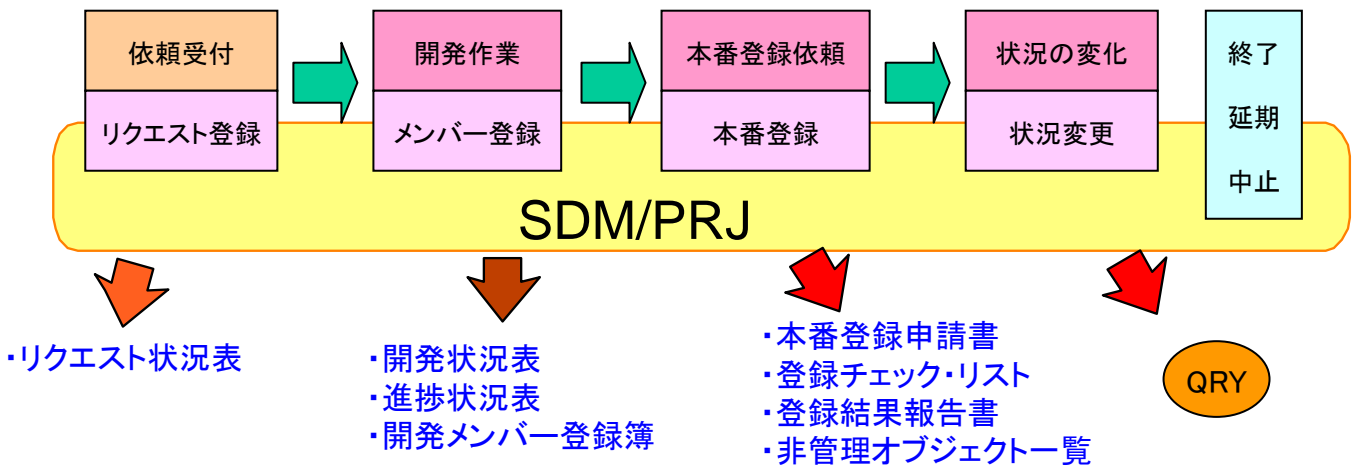 依頼受付
リクエスト登録
開発作業
メンバー登録
本番登録依頼
本番登録
状況の変化
状況変更
終了
延期
中止
SDM/PRJ
・リクエスト状況表
・開発状況表
・進捗状況表
・開発メンバー登録簿
・本番登録申請書
・登録チェック・リスト
・登録結果報告書
・非管理オブジェクト一覧
QRY